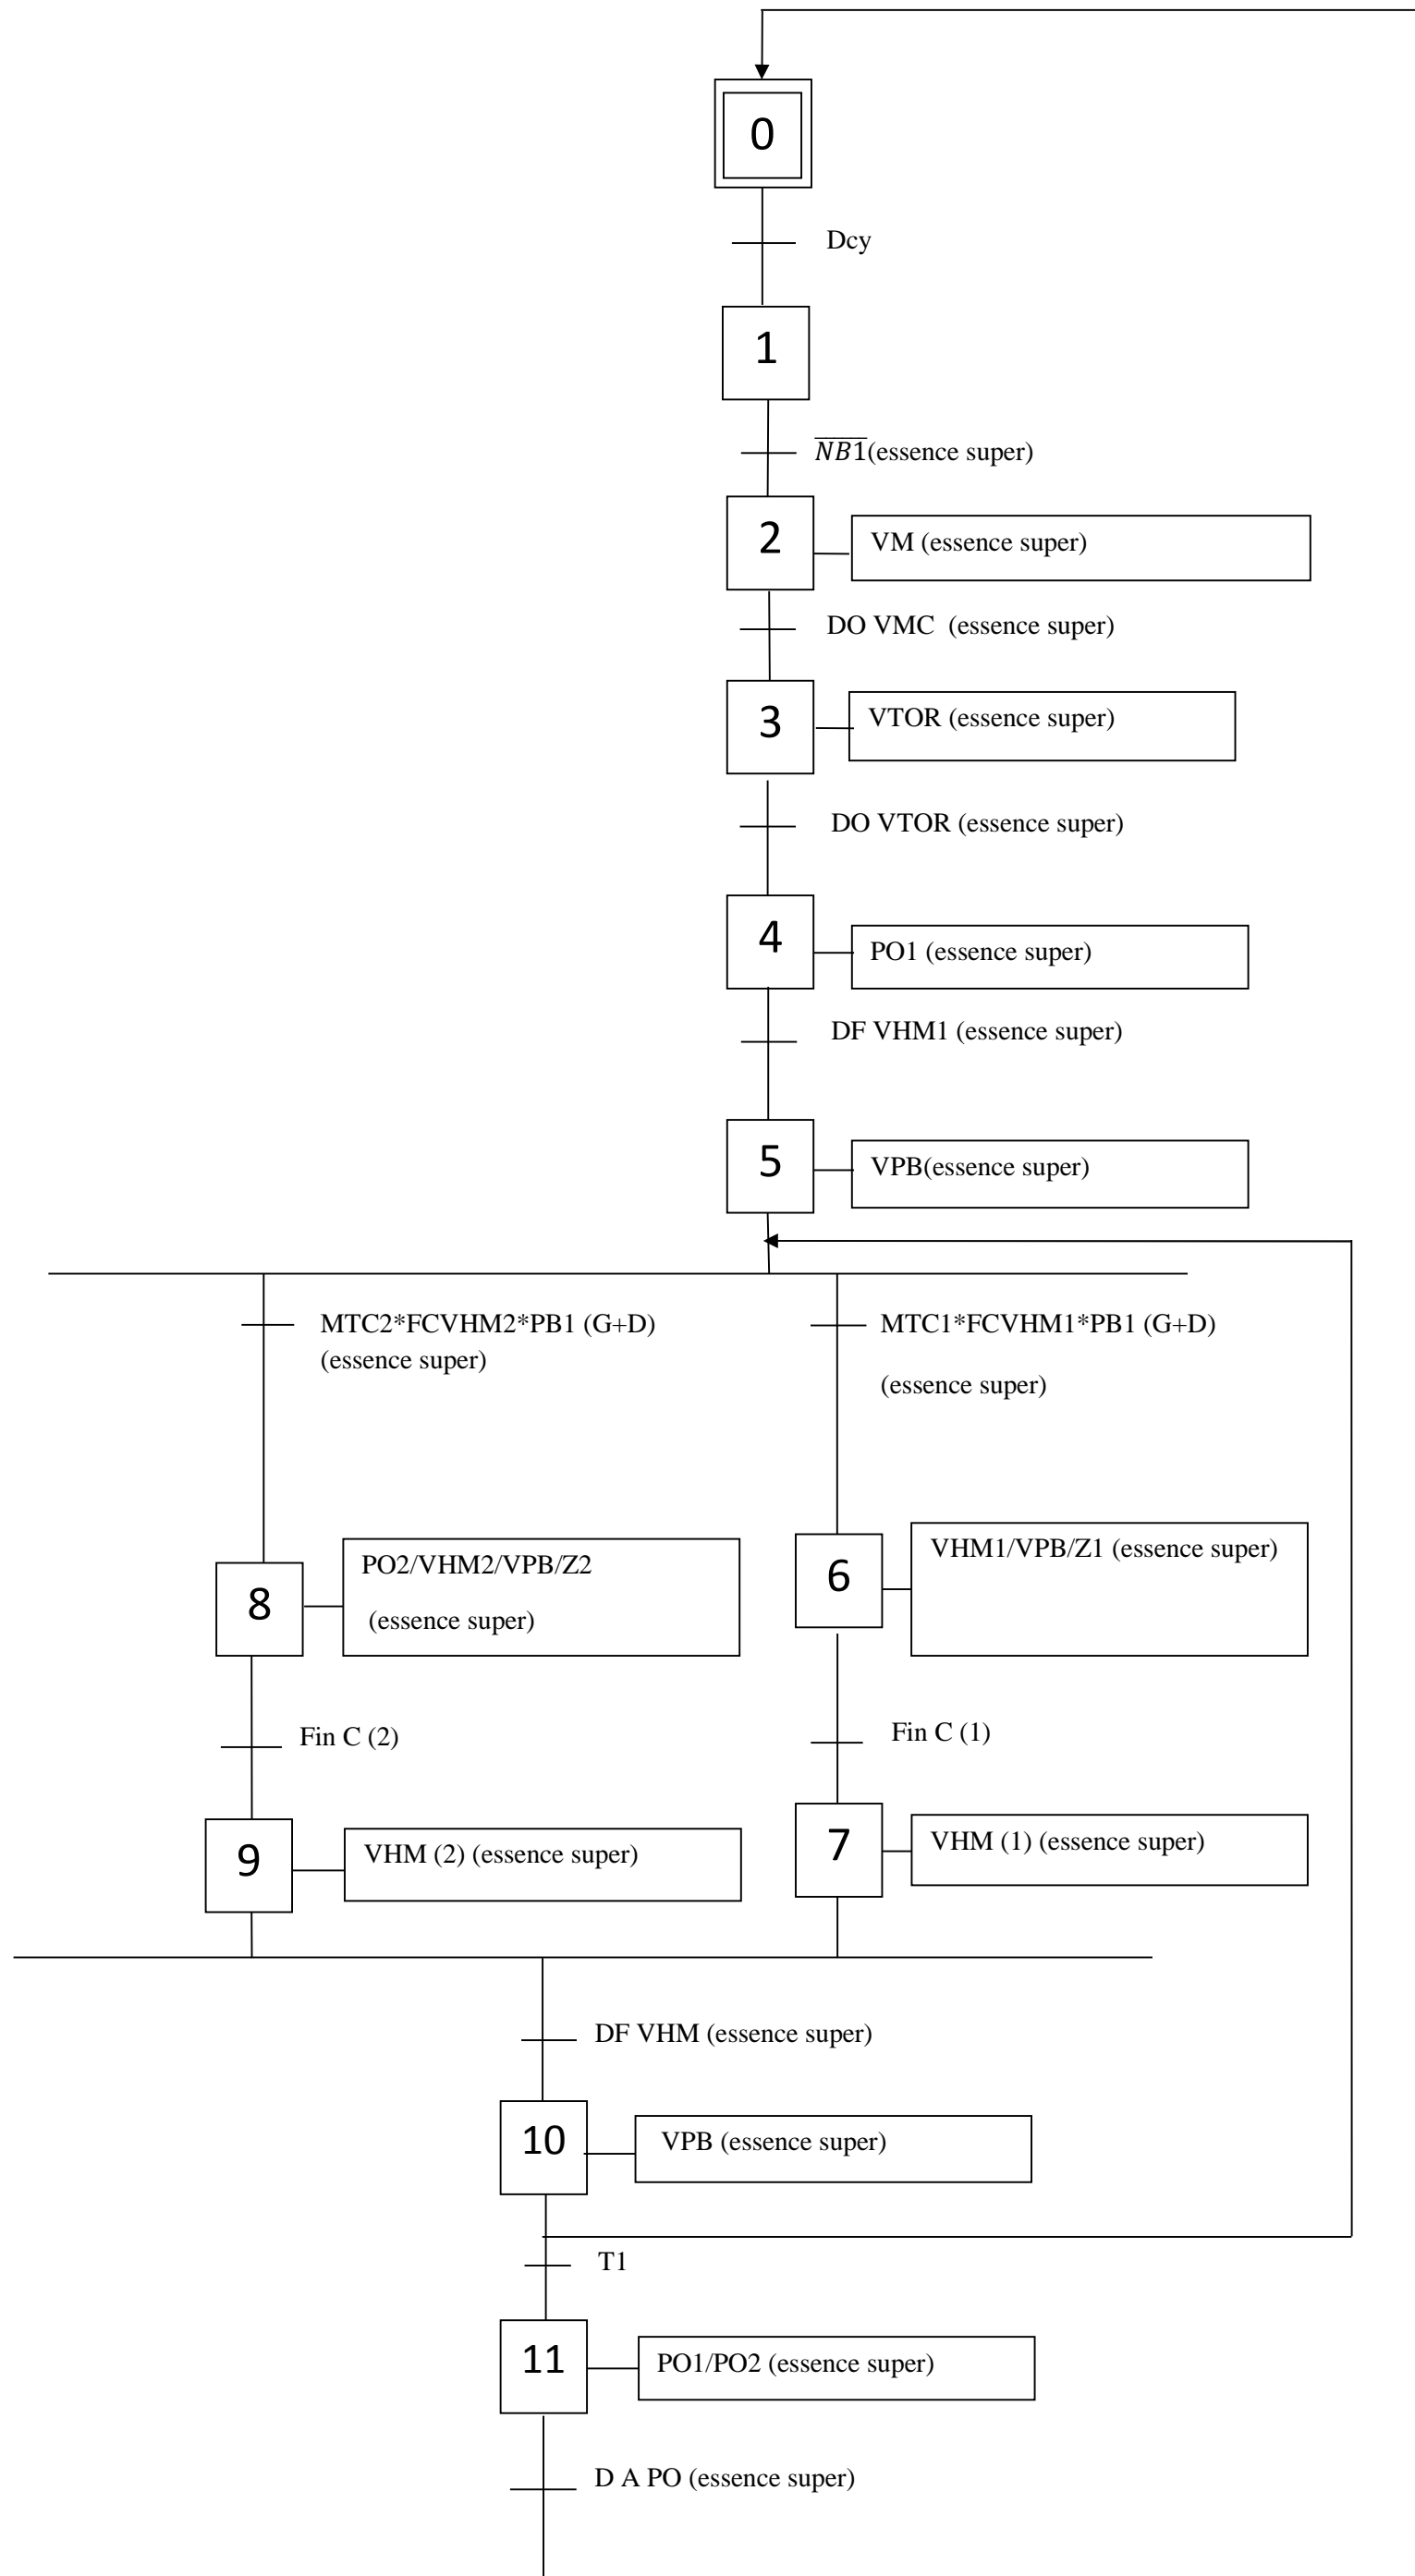 0
Dcy
1
$\overline{NB1}$(essence super)
2
VM (essence super)
DO VMC (essence super)
3
VTOR (essence super)
DO VTOR (essence super)
4
PO1 (essence super)
DF VHM1 (essence super)
5
VPB(essence super)
MTC2*FCVHM2*PB1 (G+D)
(essence super)
MTC1*FCVHM1*PB1 (G+D)
(essence super)
8
PO2/VHM2/VPB/Z2
(essence super)
6
VHM1/VPB/Z1 (essence super)
Fin C (2)
Fin C (1)
9
VHM (2) (essence super)
7
VHM (1) (essence super)
DF VHM (essence super)
10
VPB (essence super)
T1
11
PO1/PO2 (essence super)
D A PO (essence super)